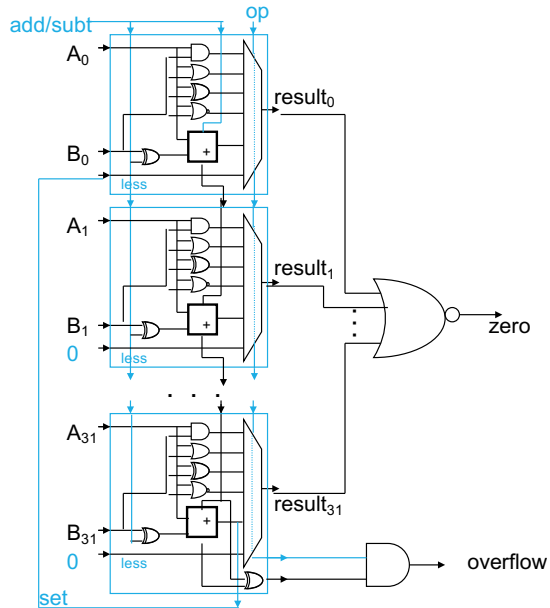 add/subt op
A0
result0
B0
+
less
A1
result1
B1
+
0
less
zero
. . .
A31
result31
B31
+
0
less
overflow
set